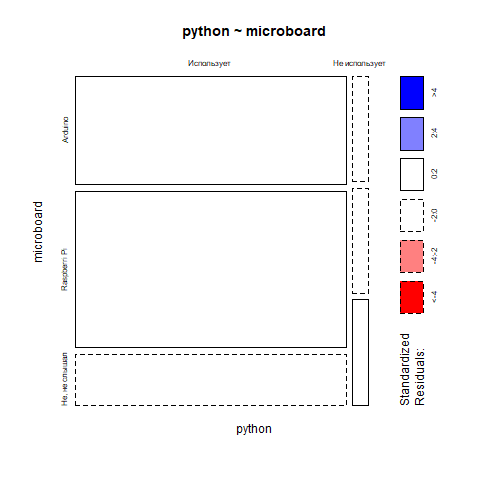 python ~ microboard
Использует
Не использует
Arduino
Raspberri Pi
Не, не слышал
microboard
python
>4
2:4
0:2
-2:0
-4:-2
<-4
Standardized
Residuals: